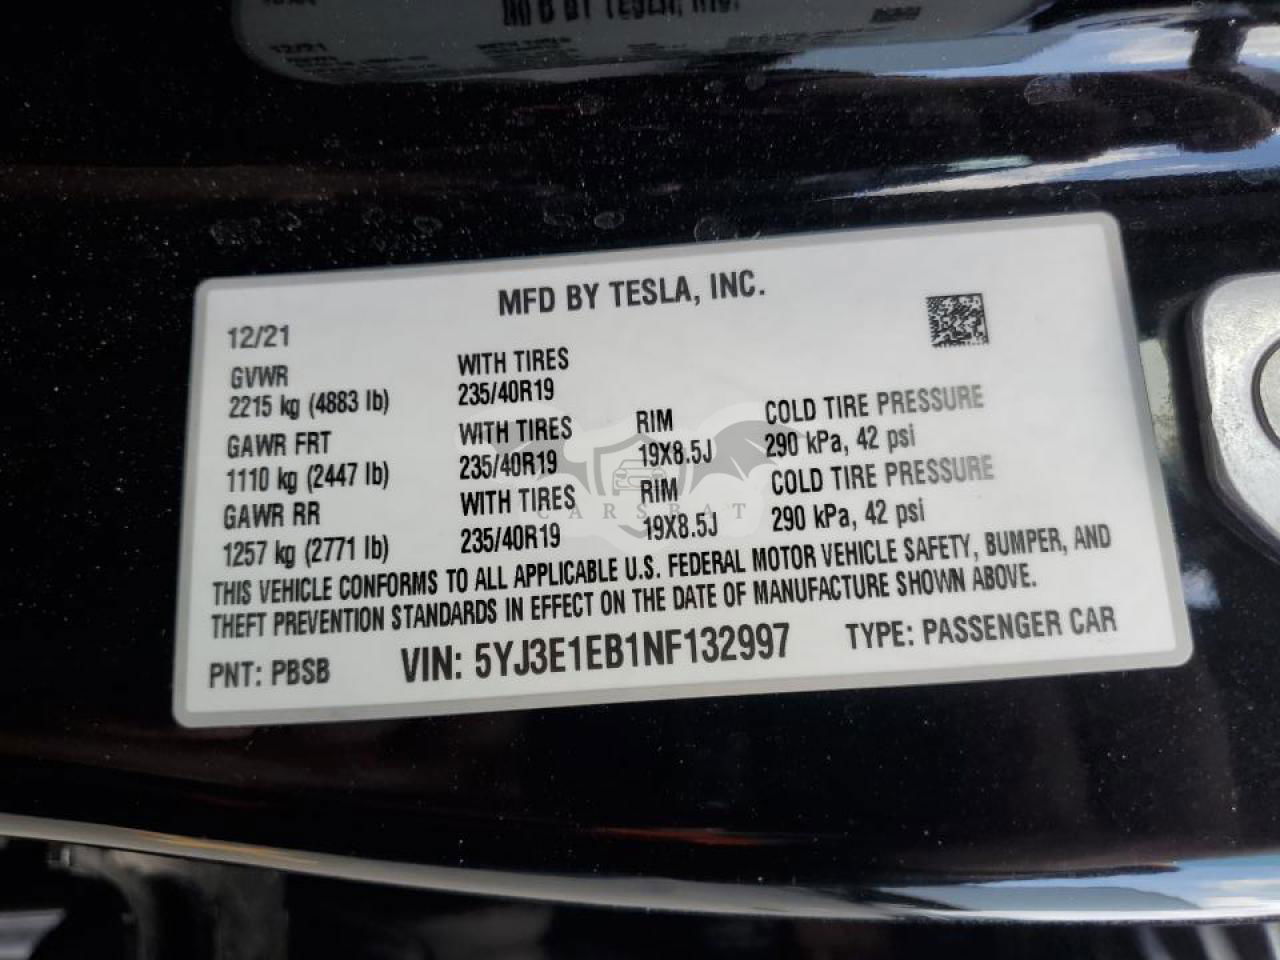 MFD BY TESLA, INC.
12/21
GVWR
2215 kg (4883 lb)
WITH TIRES
235/40R19
GAWR FRT
1110 kg (2447 lb)
WITH TIRES
235/40R19
RIM
19X8.5J
COLD TIRE PRESSURE
290 kPa, 42 psi
GAWR RR
1257 kg (2771 lb)
WITH TIRES
235/40R19
RIM
19X8.5J
COLD TIRE PRESSURE
290 kPa, 42 psi
THIS VEHICLE CONFORMS TO ALL APPLICABLE U.S. FEDERAL MOTOR VEHICLE SAFETY, BUMPER, AND
THEFT PREVENTION STANDARDS IN EFFECT ON THE DATE OF MANUFACTURE SHOWN ABOVE.
PNT: PBSB VIN: 5YJ3E1EB1NF132997 TYPE: PASSENGER CAR
CARSBAT